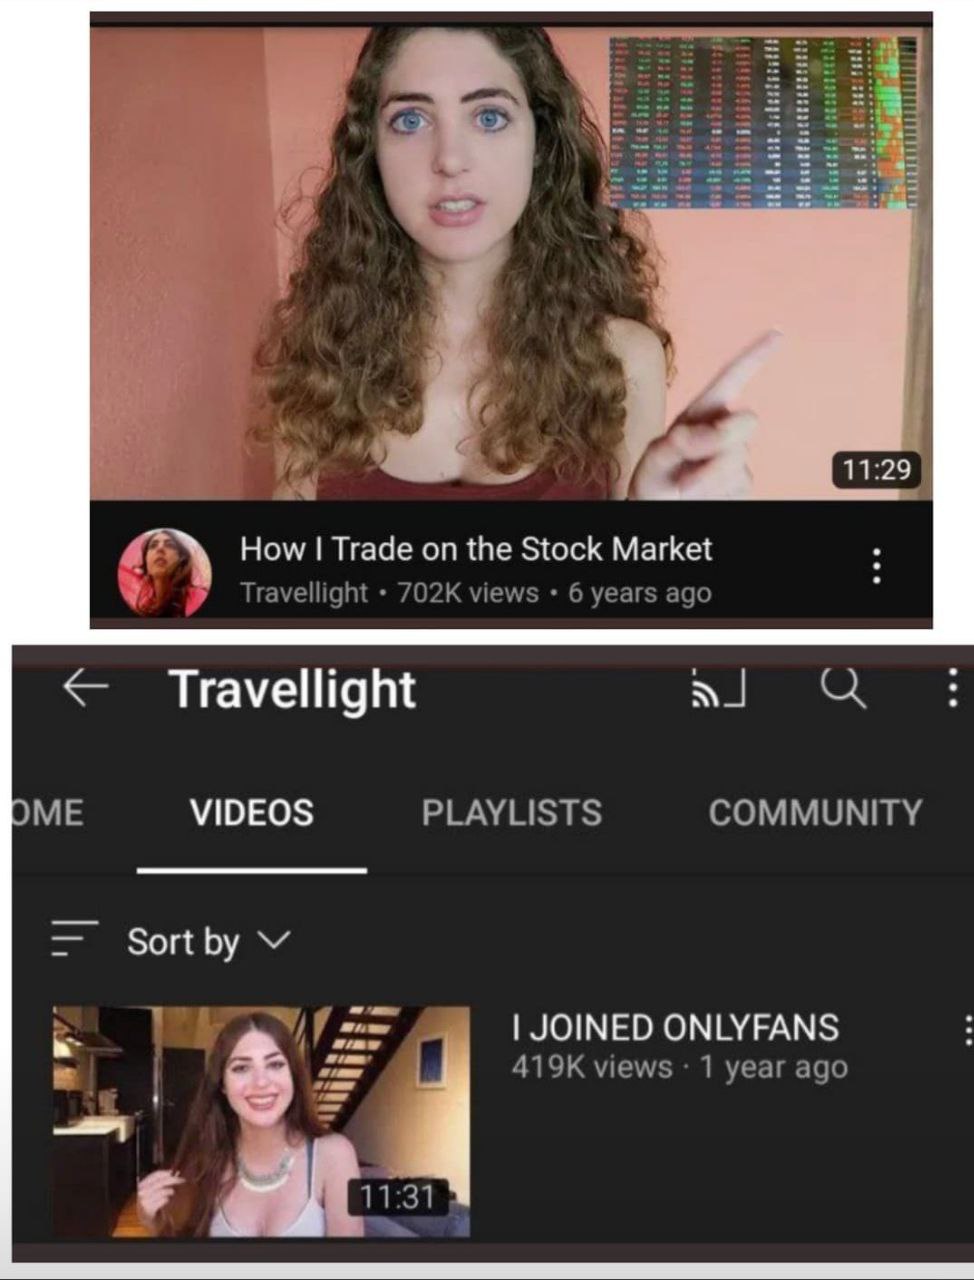 11:29
How I Trade on the Stock Market
Travellight • 702K views • 6 years ago
Travellight
OME
VIDEOS
PLAYLISTS
COMMUNITY
Sort by
I JOINED ONLYFANS
419K views · 1 year ago
11:31